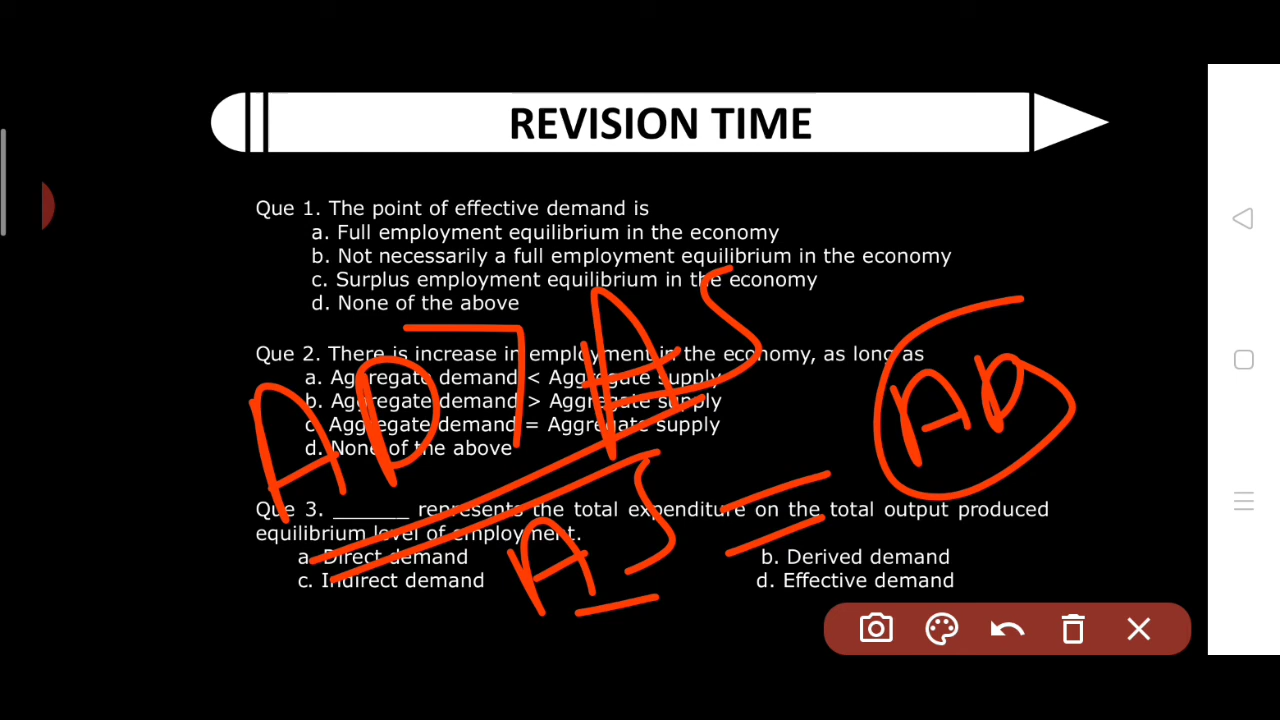 REVISION TIME
Que 1. The point of effective demand is
a. Full employment equilibrium in the economy
b. Not necessarily a full employment equilibrium in the economy
c. Surplus employment equilibrium in the economy
d. None of the above
Que 2. There is increase in employment in the economy, as long as
a. Aggregate demand < Aggregate supply
b. Aggregate demand > Aggregate supply
c. Aggregate demand = Aggregate supply
d. None of the above
AD > AS
AS = AD
Que 3. _______ represents the total expenditure on the total output produced
equilibrium level of employment.
a. Direct demand b. Derived demand
c. Indirect demand d. Effective demand